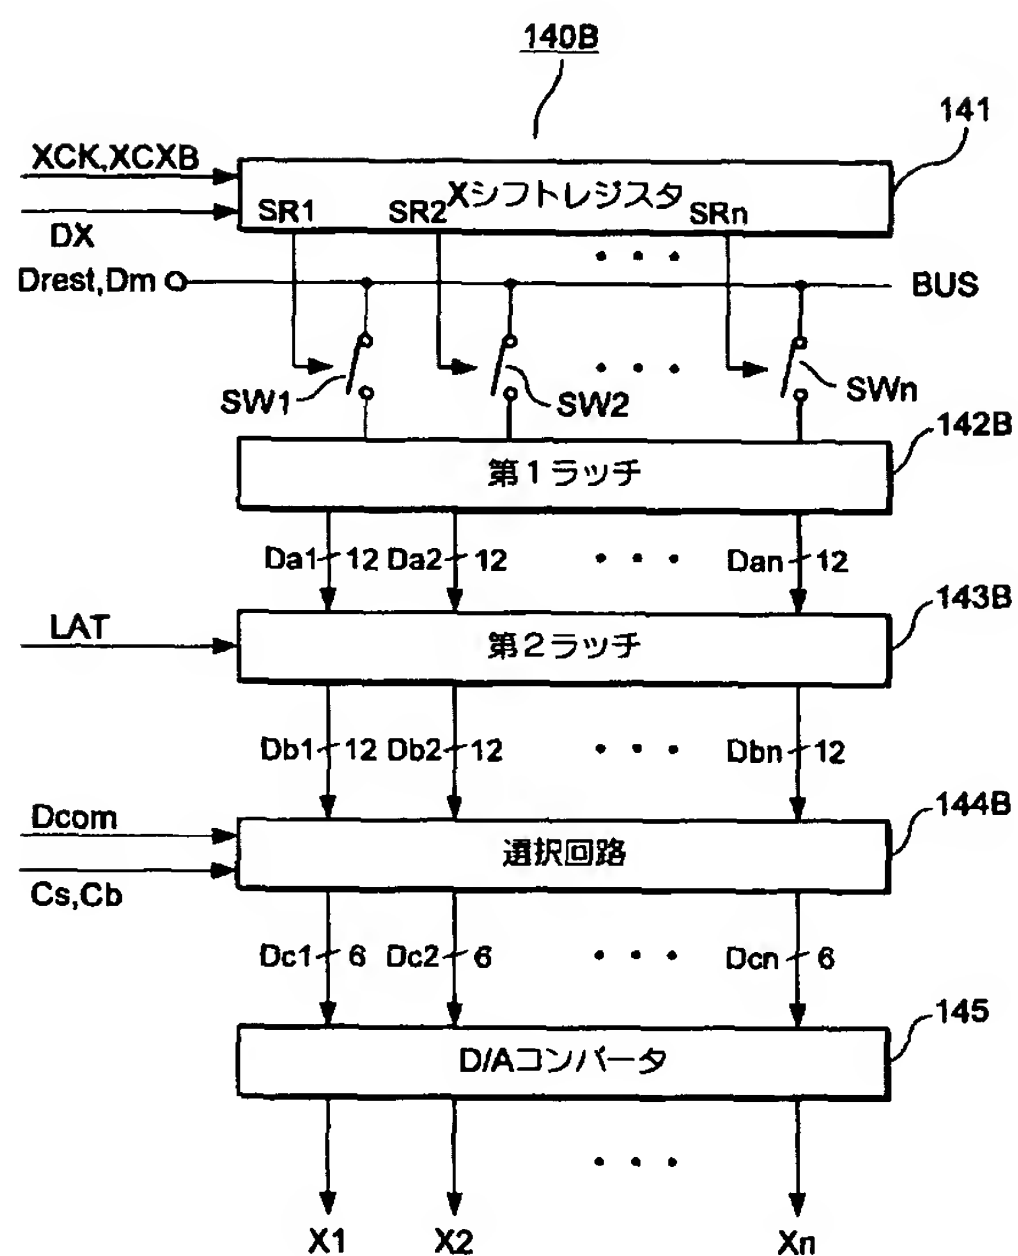 140B
141
XCK,XCXB
Xシフトレジスタ
SR1 SR2 SRn
DX
Drest,Dm
BUS
SW1 SW2 SWn
142B
第1ラッチ
Da1 12 Da2 12 Dan 12
143B
LAT
第2ラッチ
Db1 12 Db2 12 Dbn 12
144B
Dcom
選択回路
Cs,Cb
Dc1 6 Dc2 6 Dcn 6
145
D/Aコンバータ
X1 X2 Xn